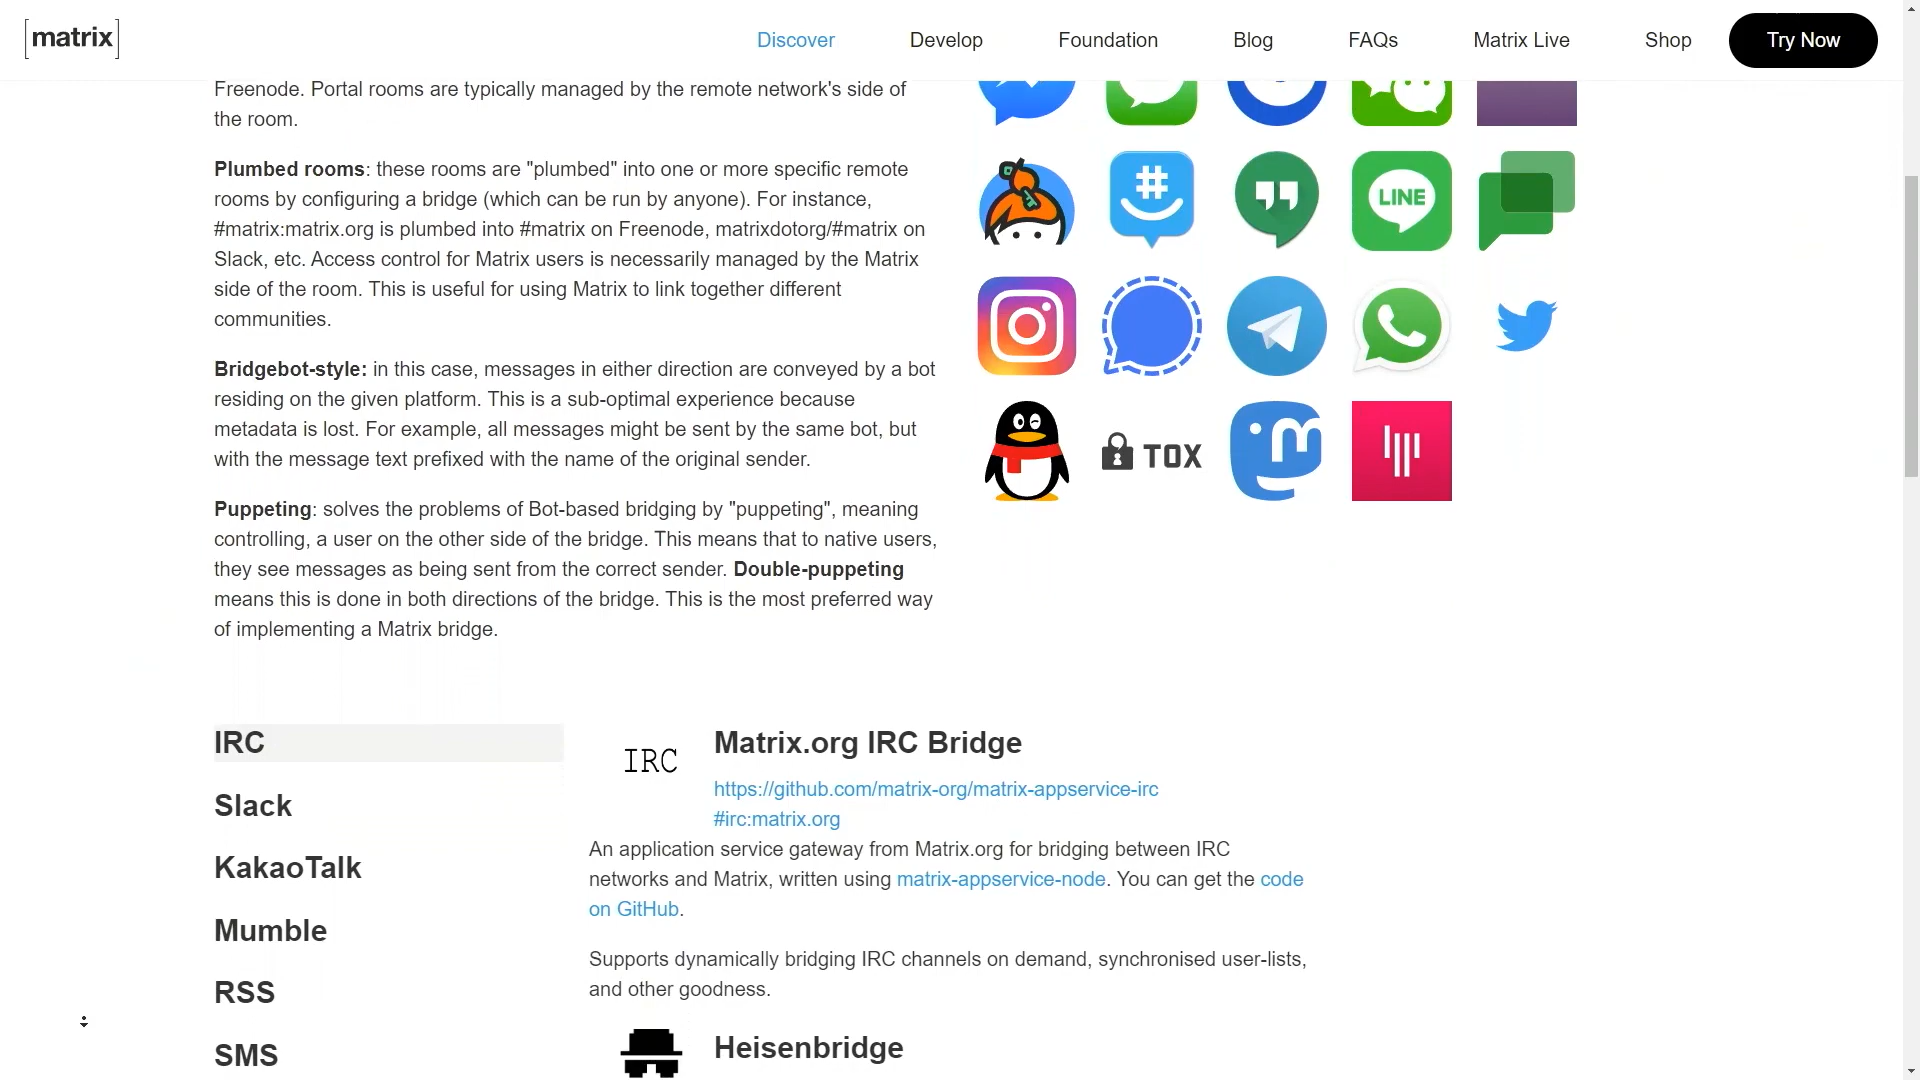 [matrix]
Discover
Develop
Foundation
Blog
FAQs
Matrix Live
Shop
Try Now
Freenode. Portal rooms are typically managed by the remote network's side of
the room.
Plumbed rooms: these rooms are "plumbed" into one or more specific remote
rooms by configuring a bridge (which can be run by anyone). For instance,
#matrix:matrix.org is plumbed into #matrix on Freenode, matrixdotorg/#matrix on
Slack, etc. Access control for Matrix users is necessarily managed by the Matrix
side of the room. This is useful for using Matrix to link together different
communities.
Bridgebot-style: in this case, messages in either direction are conveyed by a bot
residing on the given platform. This is a sub-optimal experience because
metadata is lost. For example, all messages might be sent by the same bot, but
with the message text prefixed with the name of the original sender.
Puppeting: solves the problems of Bot-based bridging by "puppeting", meaning
controlling, a user on the other side of the bridge. This means that to native users,
they see messages as being sent from the correct sender. Double-puppeting
means this is done in both directions of the bridge. This is the most preferred way
of implementing a Matrix bridge.
#
LINE
TOX
m
IRC
Slack
KakaoTalk
Mumble
RSS
SMS
IRC
Matrix.org IRC Bridge
https://github.com/matrix-org/matrix-appservice-irc
#irc:matrix.org
An application service gateway from Matrix.org for bridging between IRC
networks and Matrix, written using matrix-appservice-node. You can get the code
on GitHub.
Supports dynamically bridging IRC channels on demand, synchronised user-lists,
and other goodness.
Heisenbridge